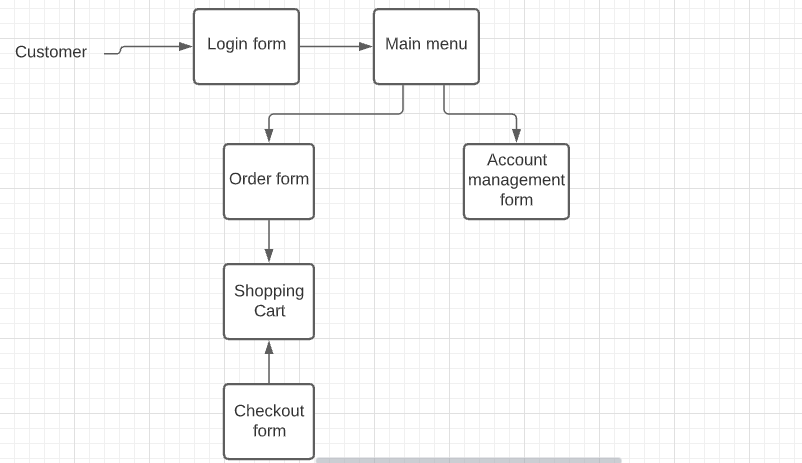 Customer
Login form
Main menu
Order form
Account
management
form
Shopping
Cart
Checkout
form